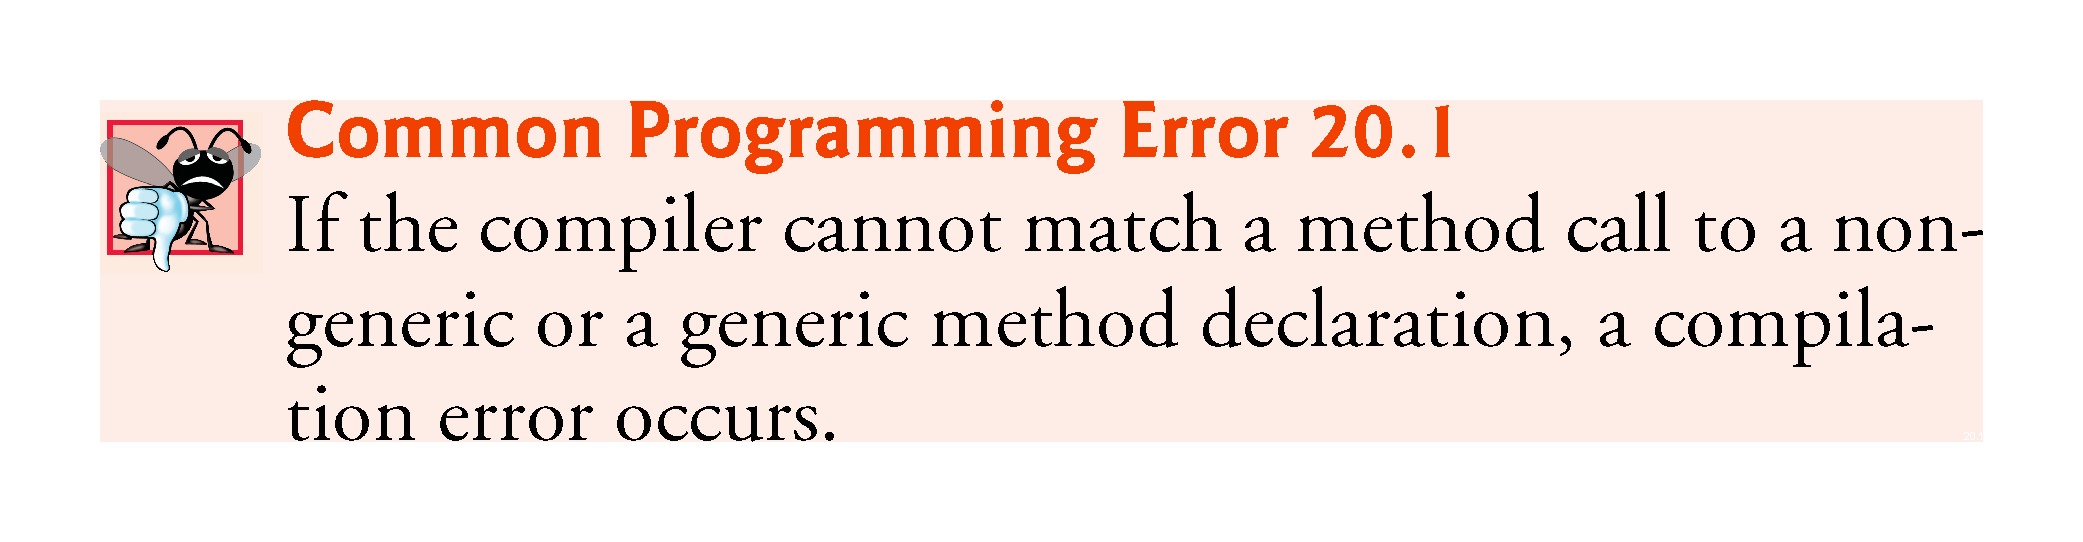 Common Programming Error 20.1
If the compiler cannot match a method call to a non-
generic or a generic method declaration, a compila-
tion error occurs.